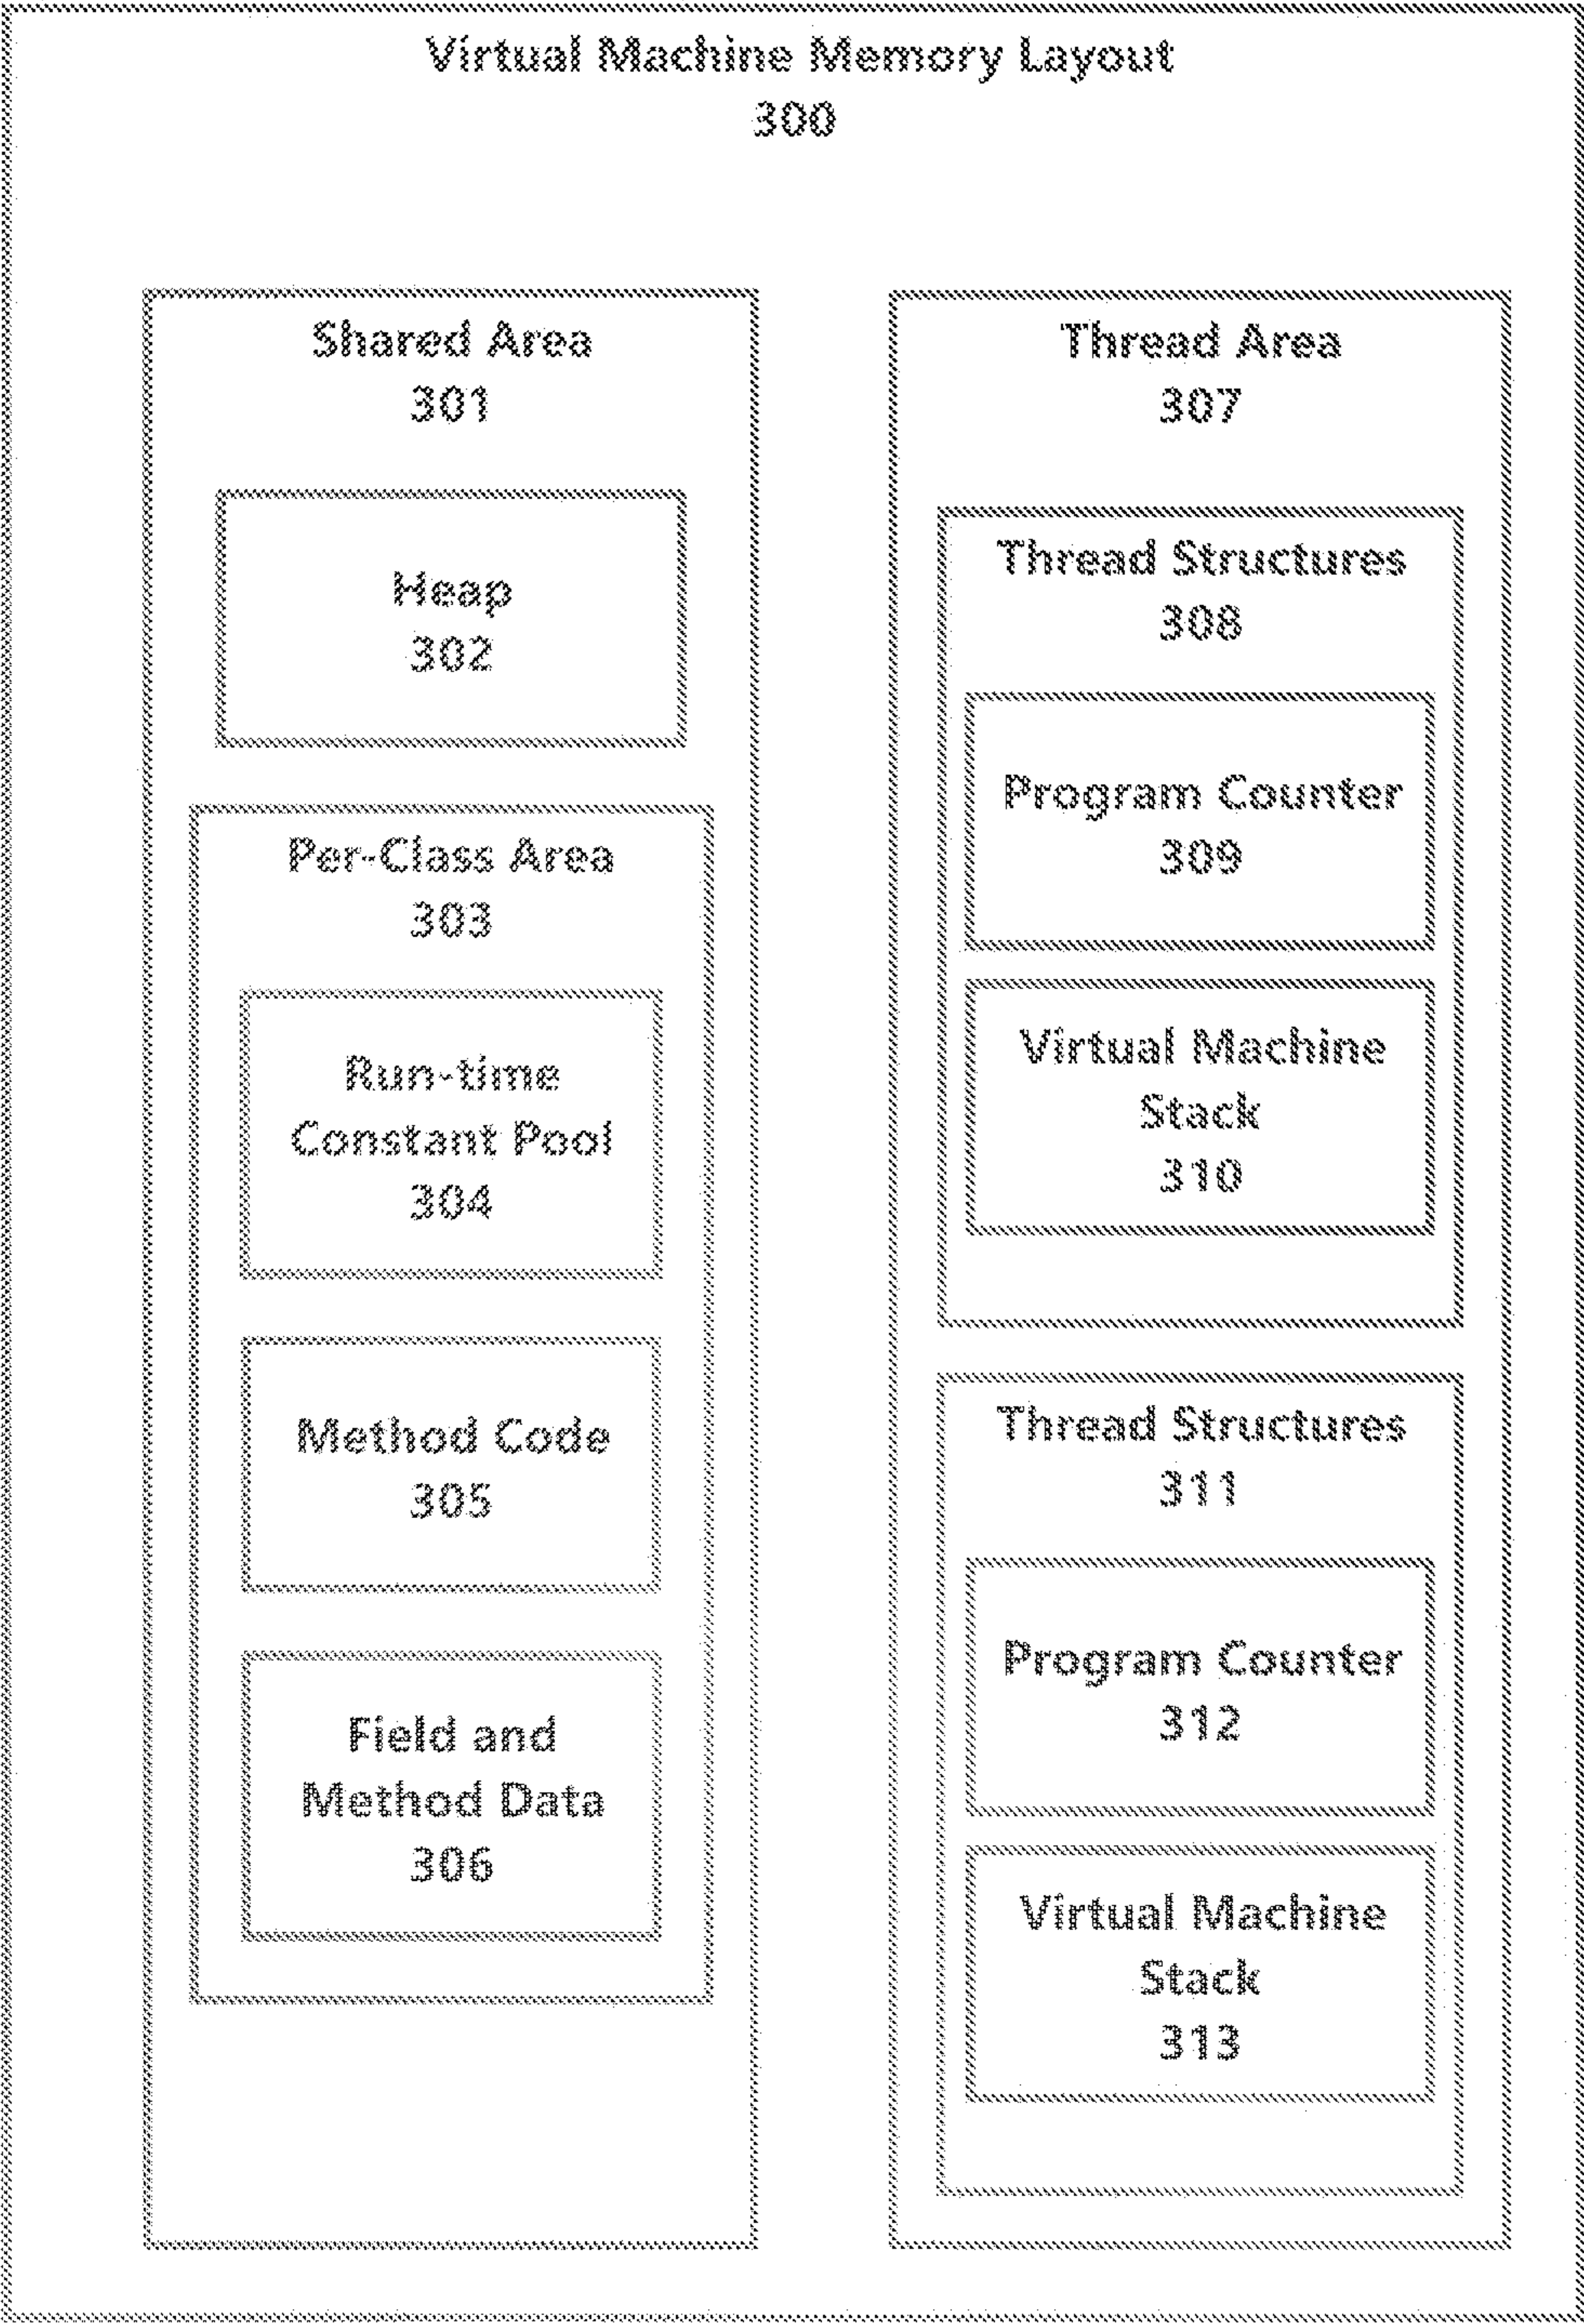 Virtual Machine Memory Layout
300
Shared Area
301
Heap
302
Per-Class Area
303
Run-time
Constant Pool
304
Method Code
305
Field and
Method Data
306
Thread Area
307
Thread Structures
308
Program Counter
309
Virtual Machine
Stack
310
Thread Structures
311
Program Counter
312
Virtual Machine
Stack
313